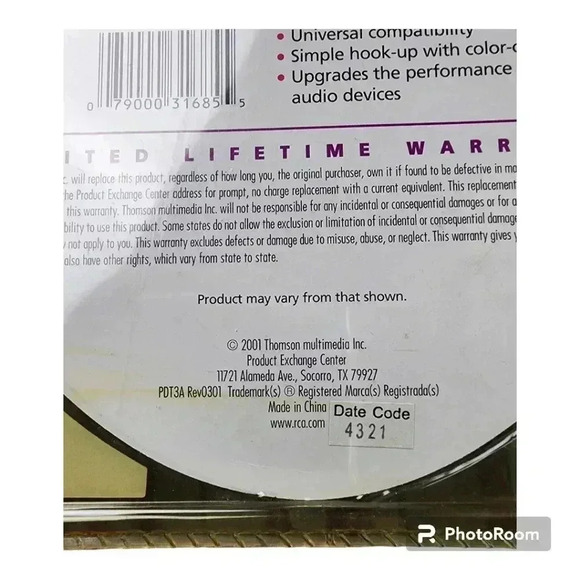 • Universal compatibility
• Simple hook-up with color-c
• Upgrades the performance
audio devices
0 79000 31685 5
ITED LIFETIME WARR
c. will replace this product, regardless of how long you, the original purchaser, own it if found to be defective in ma
he Product Exchange Center address for prompt, no charge replacement with a current equivalent. This replacement
this warranty. Thomson multimedia Inc. will not be responsible for any incidental or consequential damages or for a
bility to use this product. Some states do not allow the exclusion or limitation of incidental or consequential damage
y not apply to you. This warranty excludes defects or damage due to misuse, abuse, or neglect. This warranty gives y
also have other rights, which vary from state to state.
Product may vary from that shown.
© 2001 Thomson multimedia Inc.
Product Exchange Center
11721 Alameda Ave., Socorro, TX 79927
PDT3A Rev0301 Trademark(s) ® Registered Marca(s) Registrada(s)
Made in China
www.rca.com
Date Code
4321
PhotoRoom